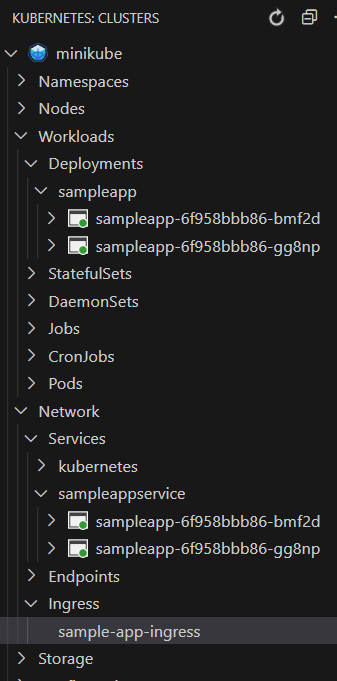 KUBERNETES: CLUSTERS
minikube
Namespaces
Nodes
Workloads
Deployments
sampleapp
sampleapp-6f958bbb86-bmf2d
sampleapp-6f958bbb86-gg8np
StatefulSets
DaemonSets
Jobs
CronJobs
Pods
Network
Services
kubernetes
sampleappservice
sampleapp-6f958bbb86-bmf2d
sampleapp-6f958bbb86-gg8np
Endpoints
Ingress
sample-app-ingress
Storage